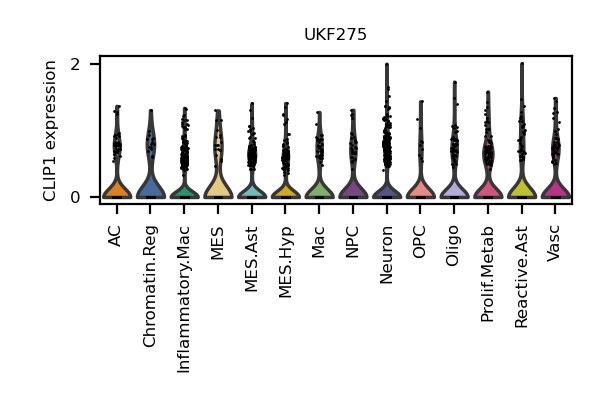 UKF275
CLIP1 expression
2
0
AC
Chromatin.Reg
Inflammatory.Mac
MES
MES.Ast
MES.Hyp
Mac
NPC
Neuron
OPC
Oligo
Prolif.Metab
Reactive.Ast
Vasc